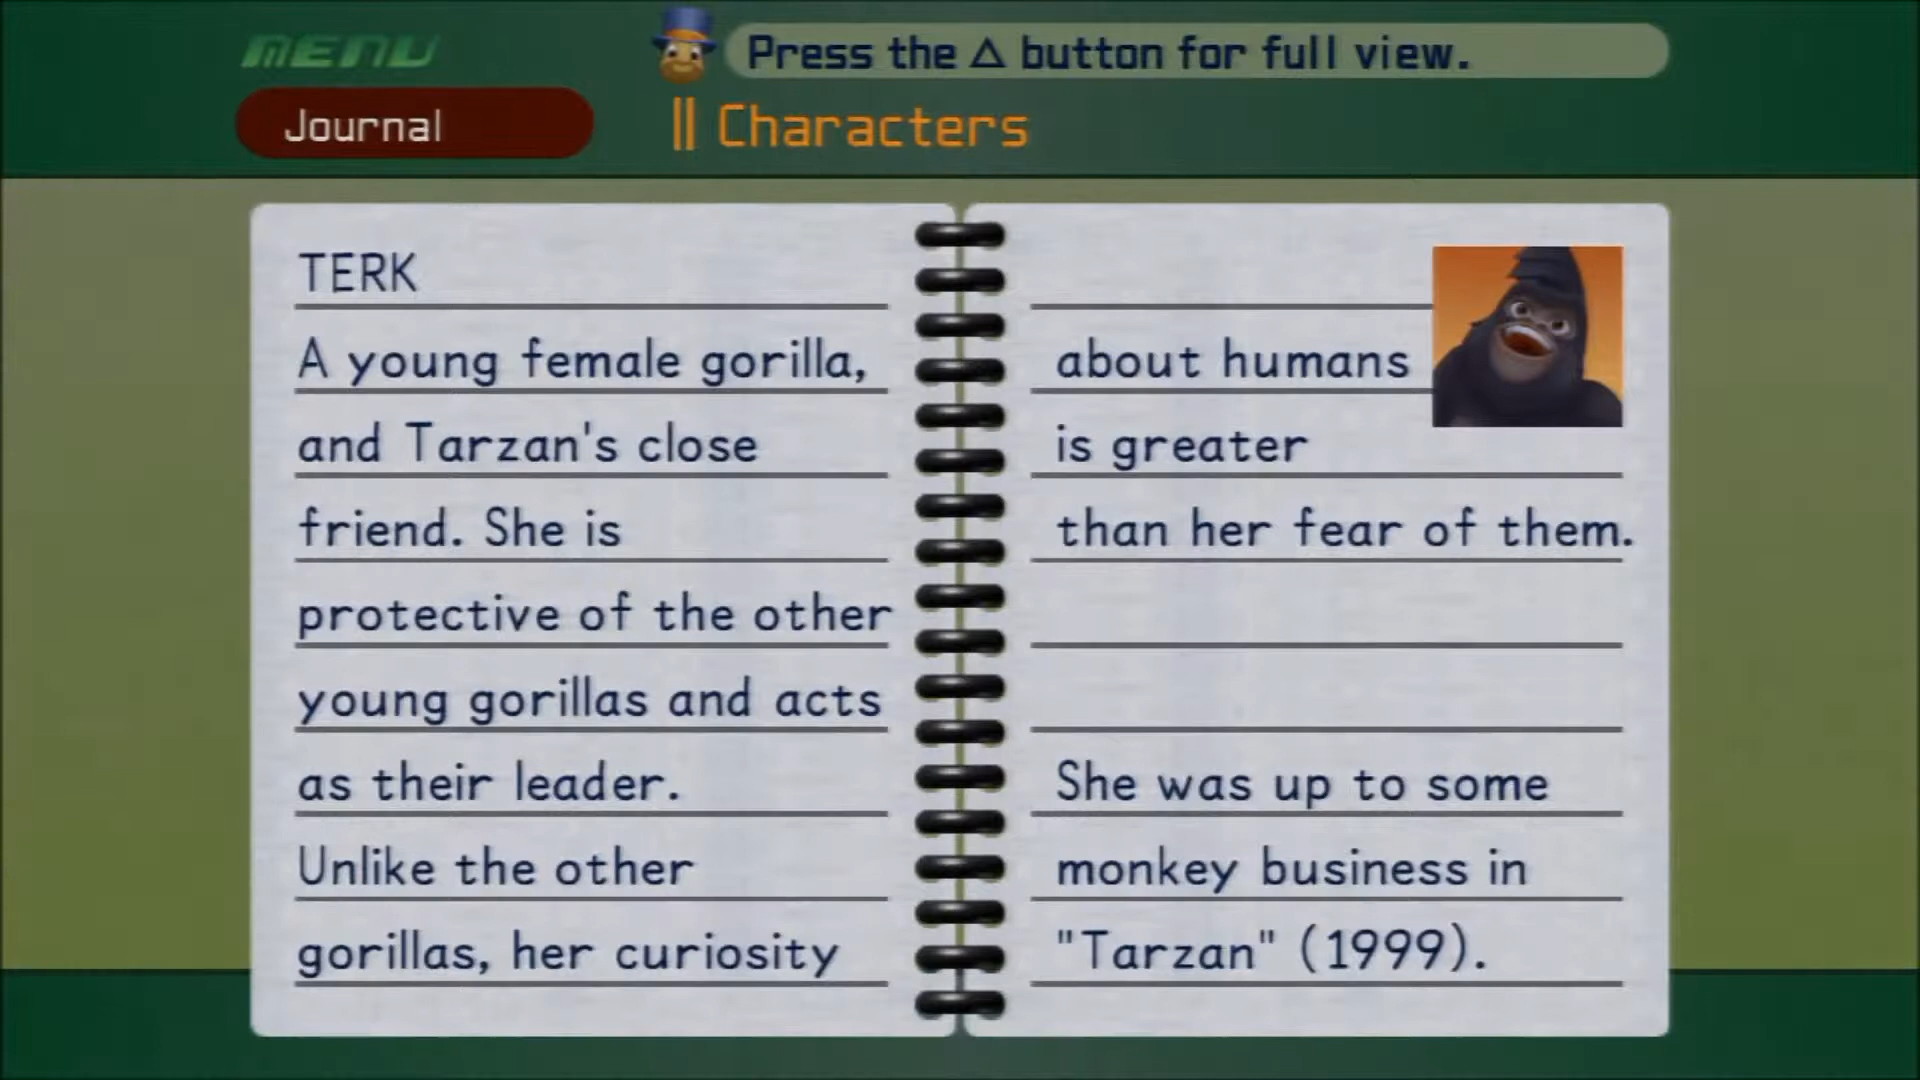 MENU
Press the △ button for full view.
Journal
|| Characters
TERK
A young female gorilla,
and Tarzan's close
friend. She is
protective of the other
young gorillas and acts
as their leader.
Unlike the other
gorillas, her curiosity
about humans
is greater
than her fear of them.
She was up to some
monkey business in
"Tarzan" (1999).